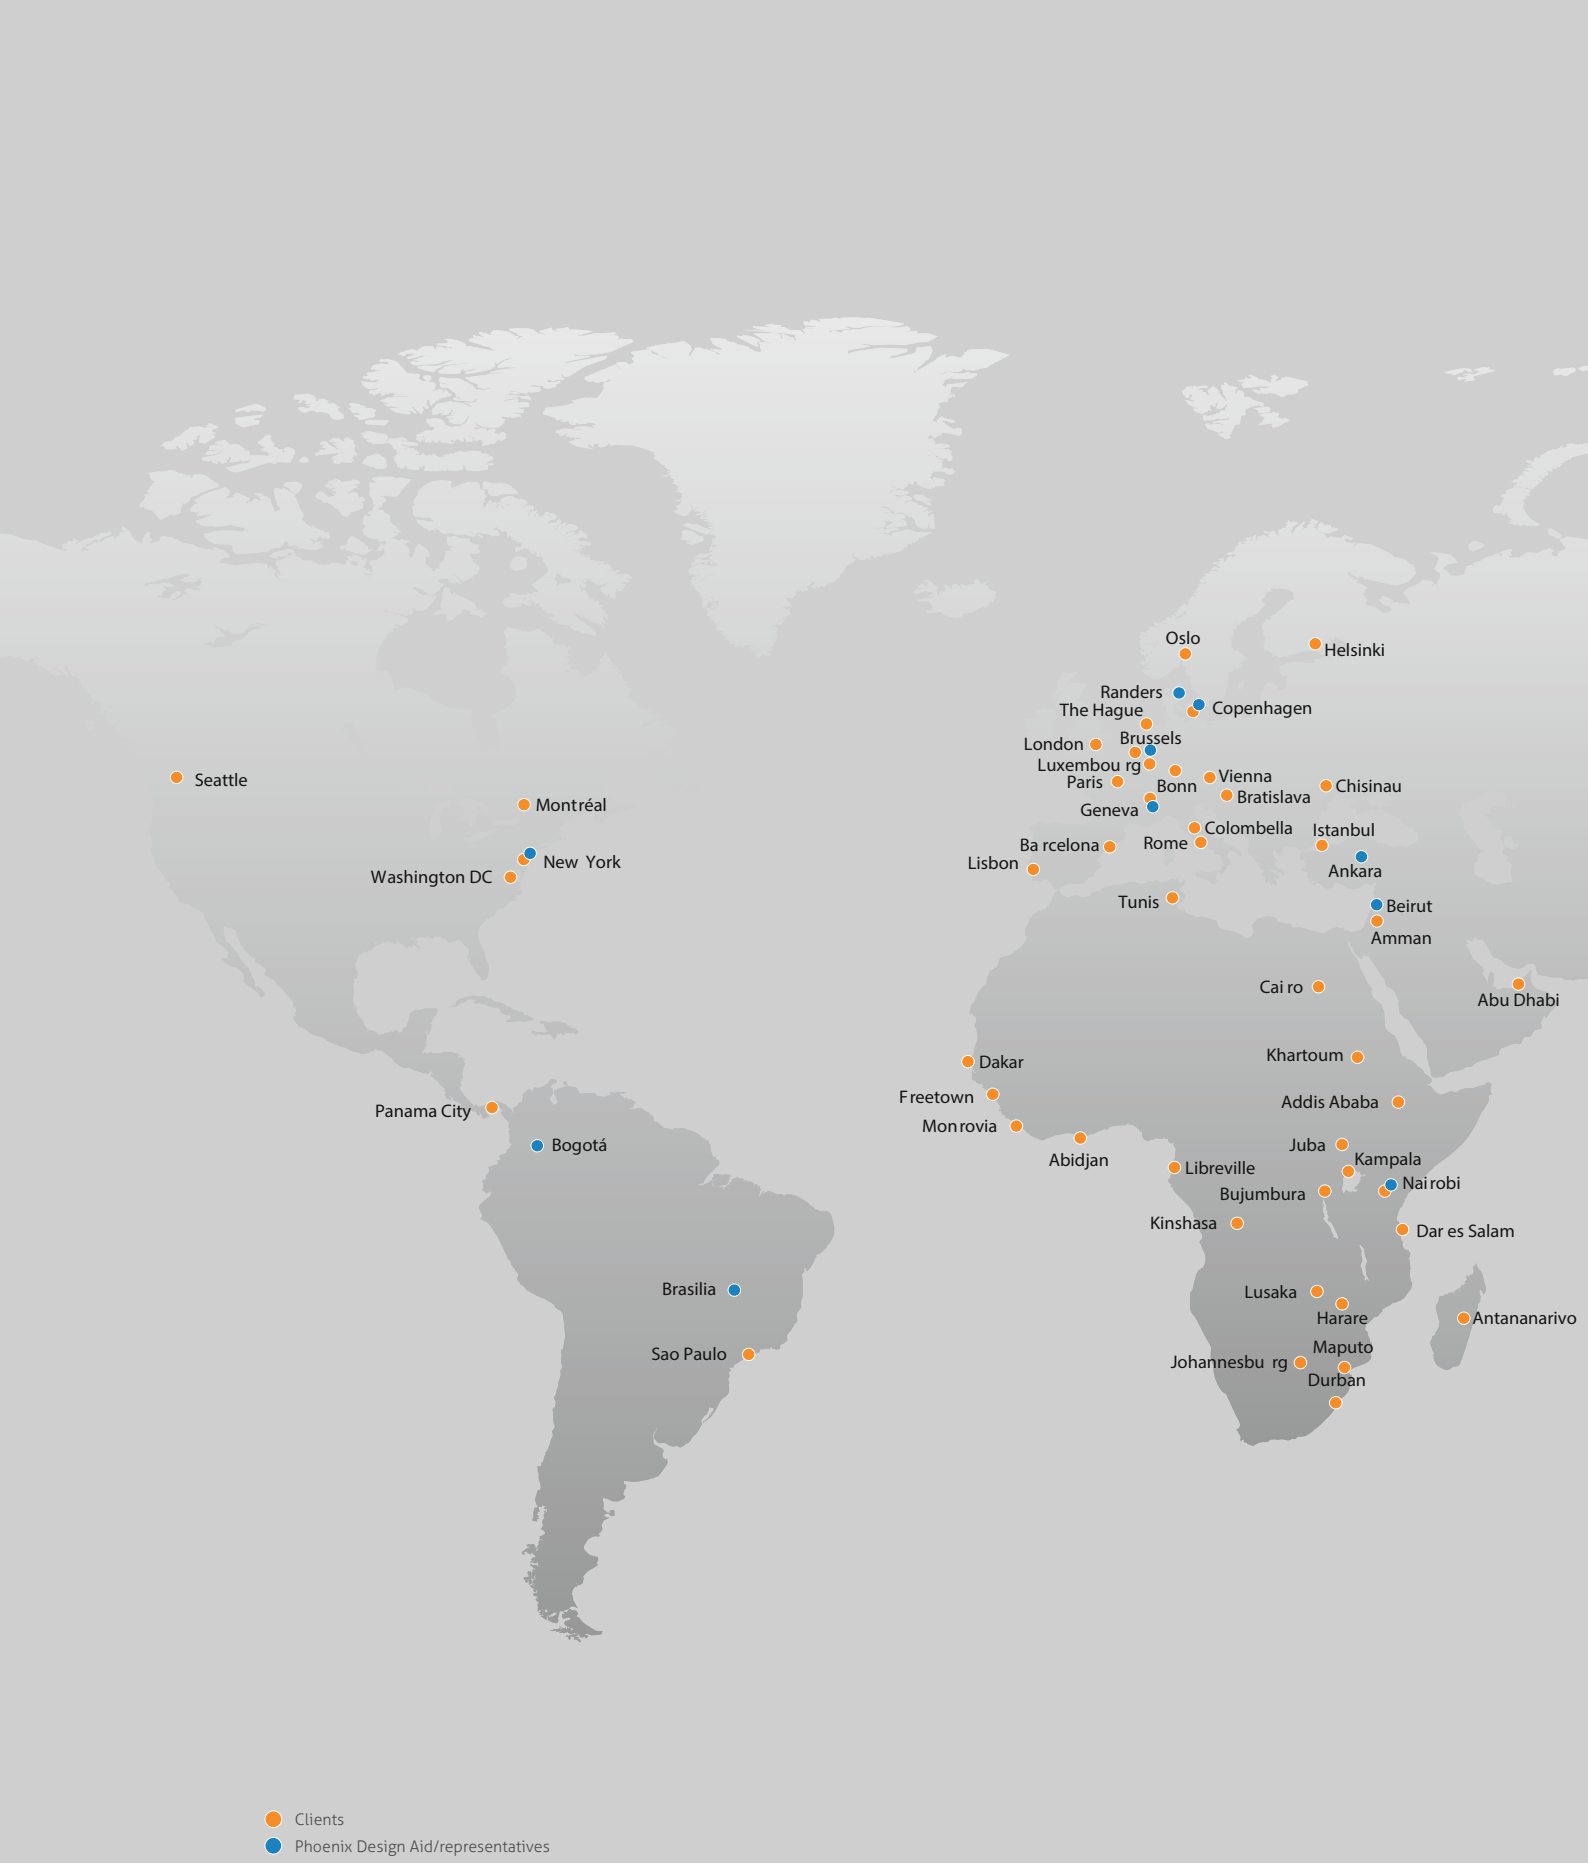 Oslo
Helsinki
Randers
Copenhagen
The Hague
Brussels
London
Luxembou rg
Paris
Bonn
Vienna
Bratislava
Chisinau
Geneva
Colombella
Istanbul
Ba rcelona
Rome
Lisbon
Ankara
Tunis
Beirut
Amman
Seattle
Montréal
New York
Washington DC
Cai ro
Abu Dhabi
Dakar
Khartoum
Freetown
Addis Ababa
Panama City
Mon rovia
Bogotá
Abidjan
Juba
Kampala
Libreville
Nai robi
Bujumbura
Kinshasa
Dar es Salam
Brasilia
Lusaka
Harare
Antananarivo
Sao Paulo
Maputo
Johannesbu rg
Durban
Clients
Phoenix Design Aid/representatives